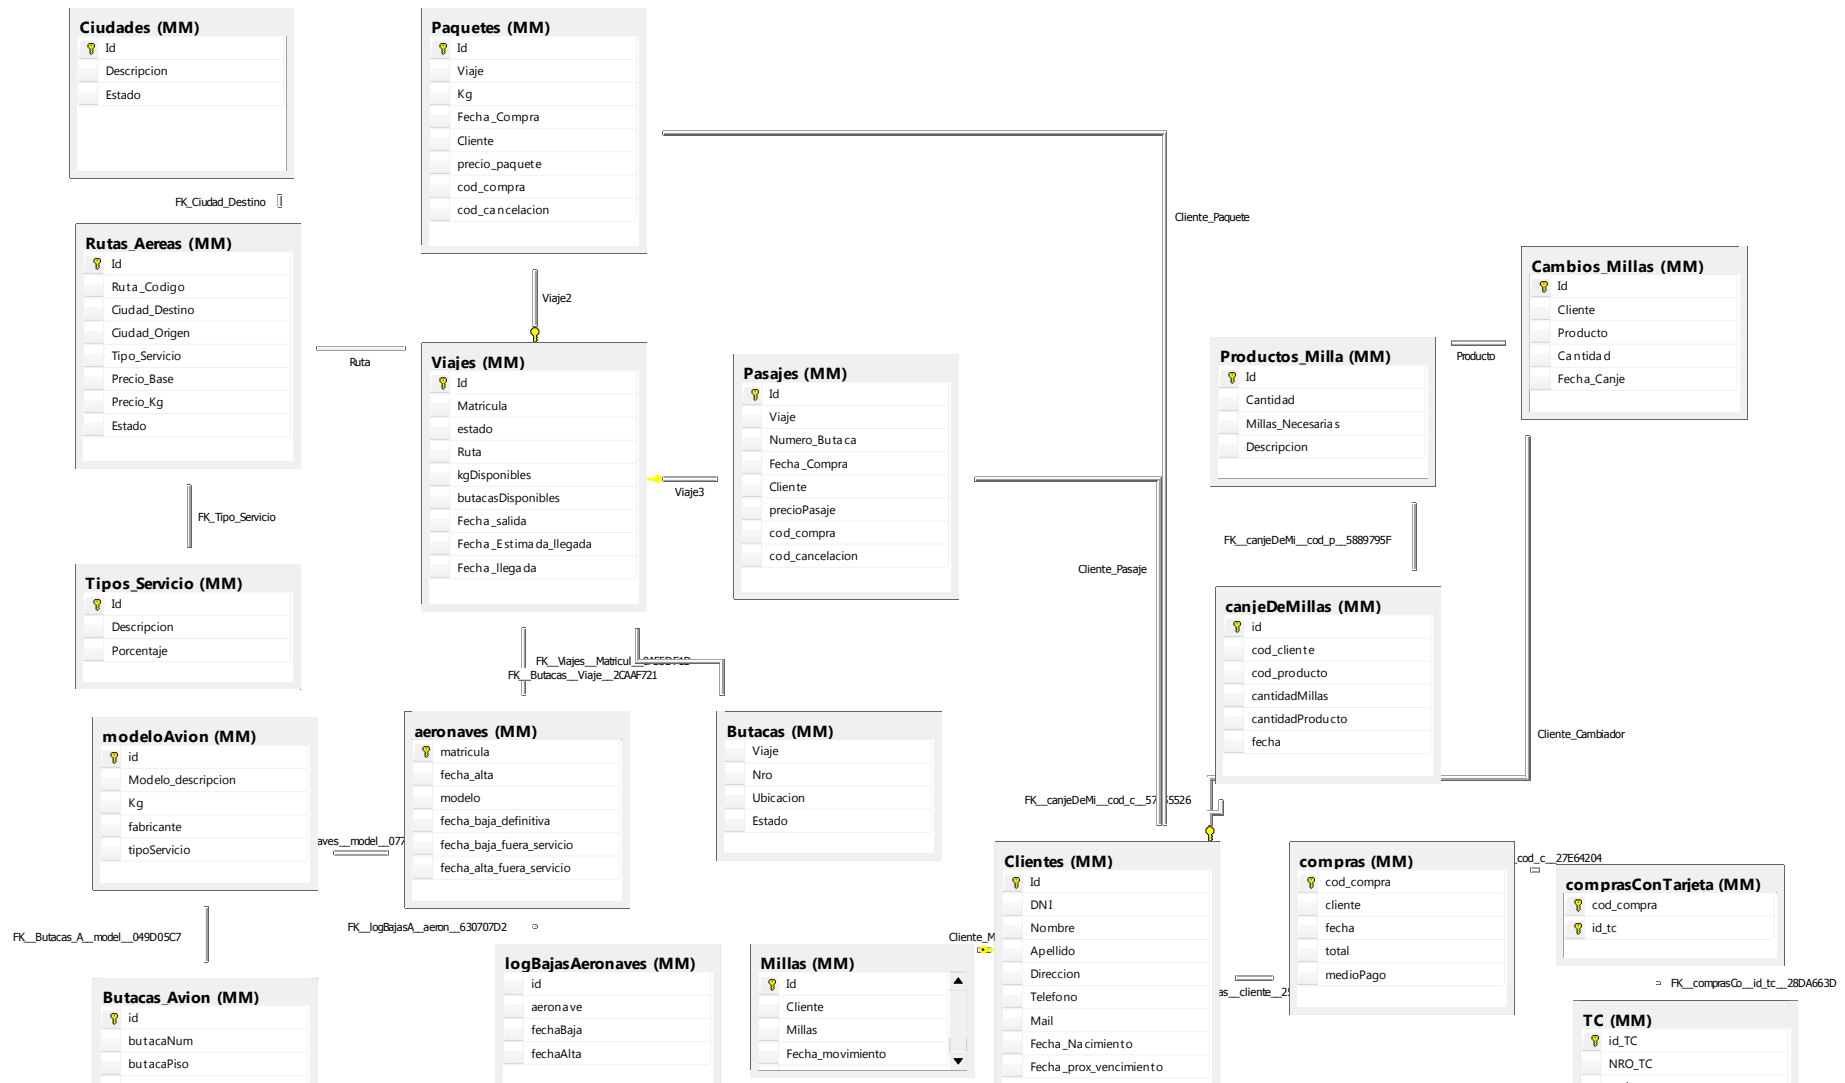 Ciudades (MM)
Id
Descripcion
Estado
Paquetes (MM)
Id
Viaje
Kg
Fecha_Compra
Cliente
precio_paquete
cod_compra
cod_cancelacion
FK_Ciudad_Destino
Cliente_Paquete
Rutas_Aereas (MM)
Id
Ruta_Codigo
Ciudad_Destino
Ciudad_Origen
Tipo_Servicio
Precio_Base
Precio_Kg
Estado
Viaje2
Ruta
Viajes (MM)
Id
Matricula
estado
Ruta
kgDisponibles
butacasDisponibles
Fecha_salida
Fecha_Estimada_llegada
Fecha_llegada
Viaje3
Pasajes (MM)
Id
Viaje
Numero_Butaca
Fecha_Compra
Cliente
precioPasaje
cod_compra
cod_cancelacion
Cambios_Millas (MM)
Id
Cliente
Producto
Cantidad
Fecha_Canje
Producto
Productos_Milla (MM)
Id
Cantidad
Millas_Necesarias
Descripcion
FK_Tipo_Servicio
FK__canjeDeMi__cod_p__5889795F
Cliente_Pasaje
Tipos_Servicio (MM)
Id
Descripcion
Porcentaje
canjeDeMillas (MM)
id
cod_cliente
cod_producto
cantidadMillas
cantidadProducto
fecha
FK__Viajes__Matricul__
FK__Butacas__Viaje__2CAAF721
Cliente_Cambiador
modeloAvion (MM)
id
Modelo_descripcion
Kg
fabricante
tipoServicio
aves__model__077
aeronaves (MM)
matricula
fecha_alta
modelo
fecha_baja_definitiva
fecha_baja_fuera_servicio
fecha_alta_fuera_servicio
Butacas (MM)
Viaje
Nro
Ubicacion
Estado
FK__canjeDeMi__cod_c__57 5526
Clientes (MM)
Id
DNI
Nombre
Apellido
Direccion
Telefono
Mail
Fecha_Nacimiento
Fecha_prox_vencimiento
compras (MM)
cod_compra
cliente
fecha
total
medioPago
cod_c__27E64204
comprasConTarjeta (MM)
cod_compra
id_tc
FK__Butacas_A__model__049D05C7
FK__logBajasA__aeron__630707D2
Cliente_M
as__cliente__25
FK__comprasCo__id_tc__28DA663D
Butacas_Avion (MM)
id
butacaNum
butacaPiso
logBajasAeronaves (MM)
id
aeronave
fechaBaja
fechaAlta
Millas (MM)
Id
Cliente
Millas
Fecha_movimiento
TC (MM)
id_TC
NRO_TC